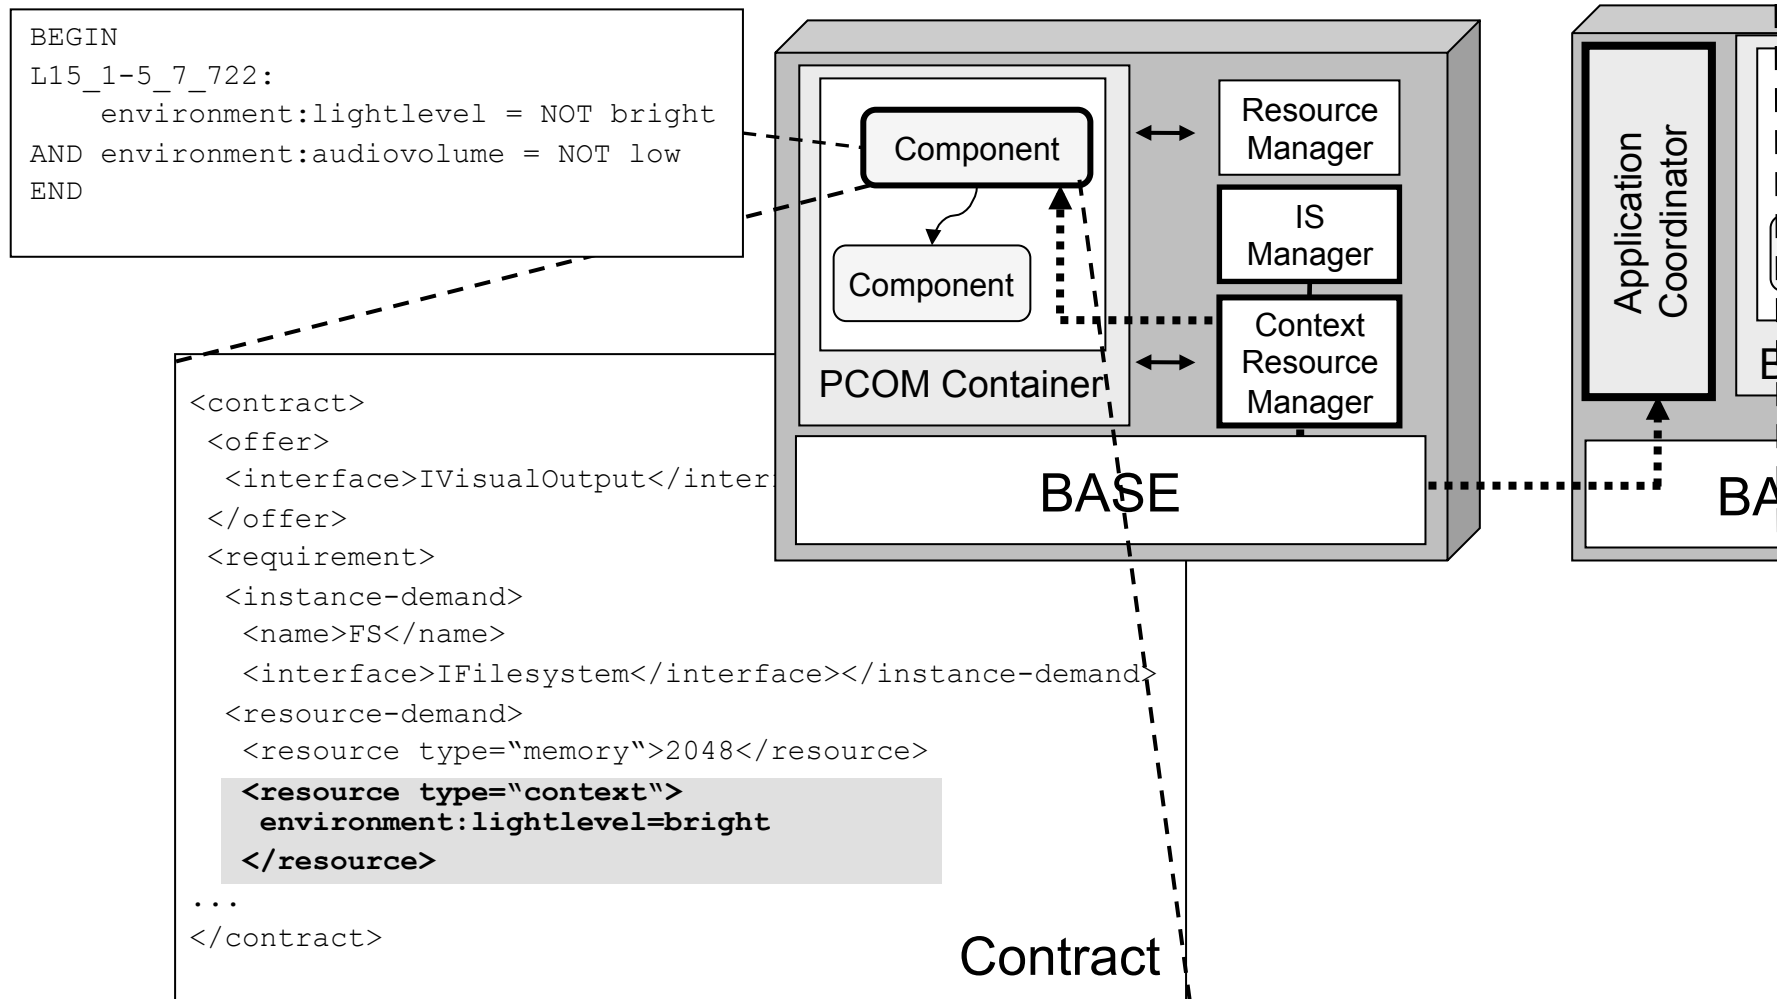 BEGIN
L15_1-5_7_722:
environment:lightlevel = NOT bright
AND environment:audiovolume = NOT low
END
Component
Component
PCOM Container
Resource
Manager
IS
Manager
Context
Resource
Manager
BASE
Application
Coordinator
<contract>
<offer>
<interface>IVisualOutput</inter
</offer>
<requirement>
<instance-demand>
<name>FS</name>
<interface>IFilesystem</interface></instance-demand>
<resource-demand>
<resource type=“memory“>2048</resource>
<resource type=“context“>
environment:lightlevel=bright
</resource>
...
</contract>
Contract